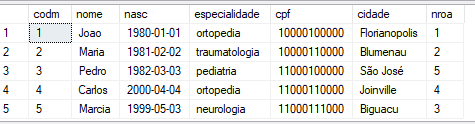 codm nome nasc especialidade cpf cidade nroa
1 1 Joao 1980-01-01 ortopedia 10000100000 Florianopolis 1
2 2 Maria 1981-02-02 traumatologia 10000110000 Blumenau 2
3 3 Pedro 1982-03-03 pediatria 11000100000 São José 5
4 4 Carlos 2000-04-04 ortopedia 11000110000 Joinville 4
5 5 Marcia 1999-05-03 neurologia 11000111000 Biguacu 3